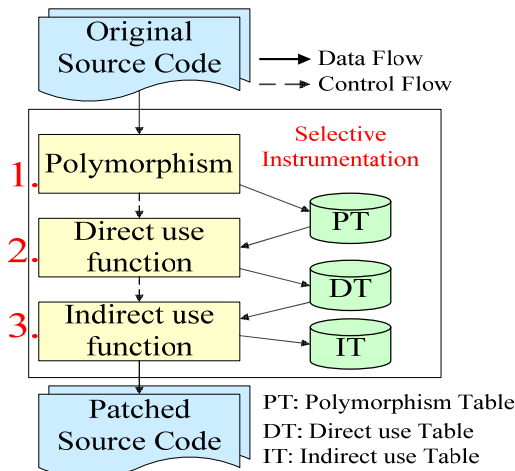 Original
Source Code
Data Flow
Control Flow
Selective
Instrumentation
1.
Polymorphism
PT
2.
Direct use
function
DT
3.
Indirect use
function
IT
Patched
Source Code
PT: Polymorphism Table
DT: Direct use Table
IT: Indirect use Table